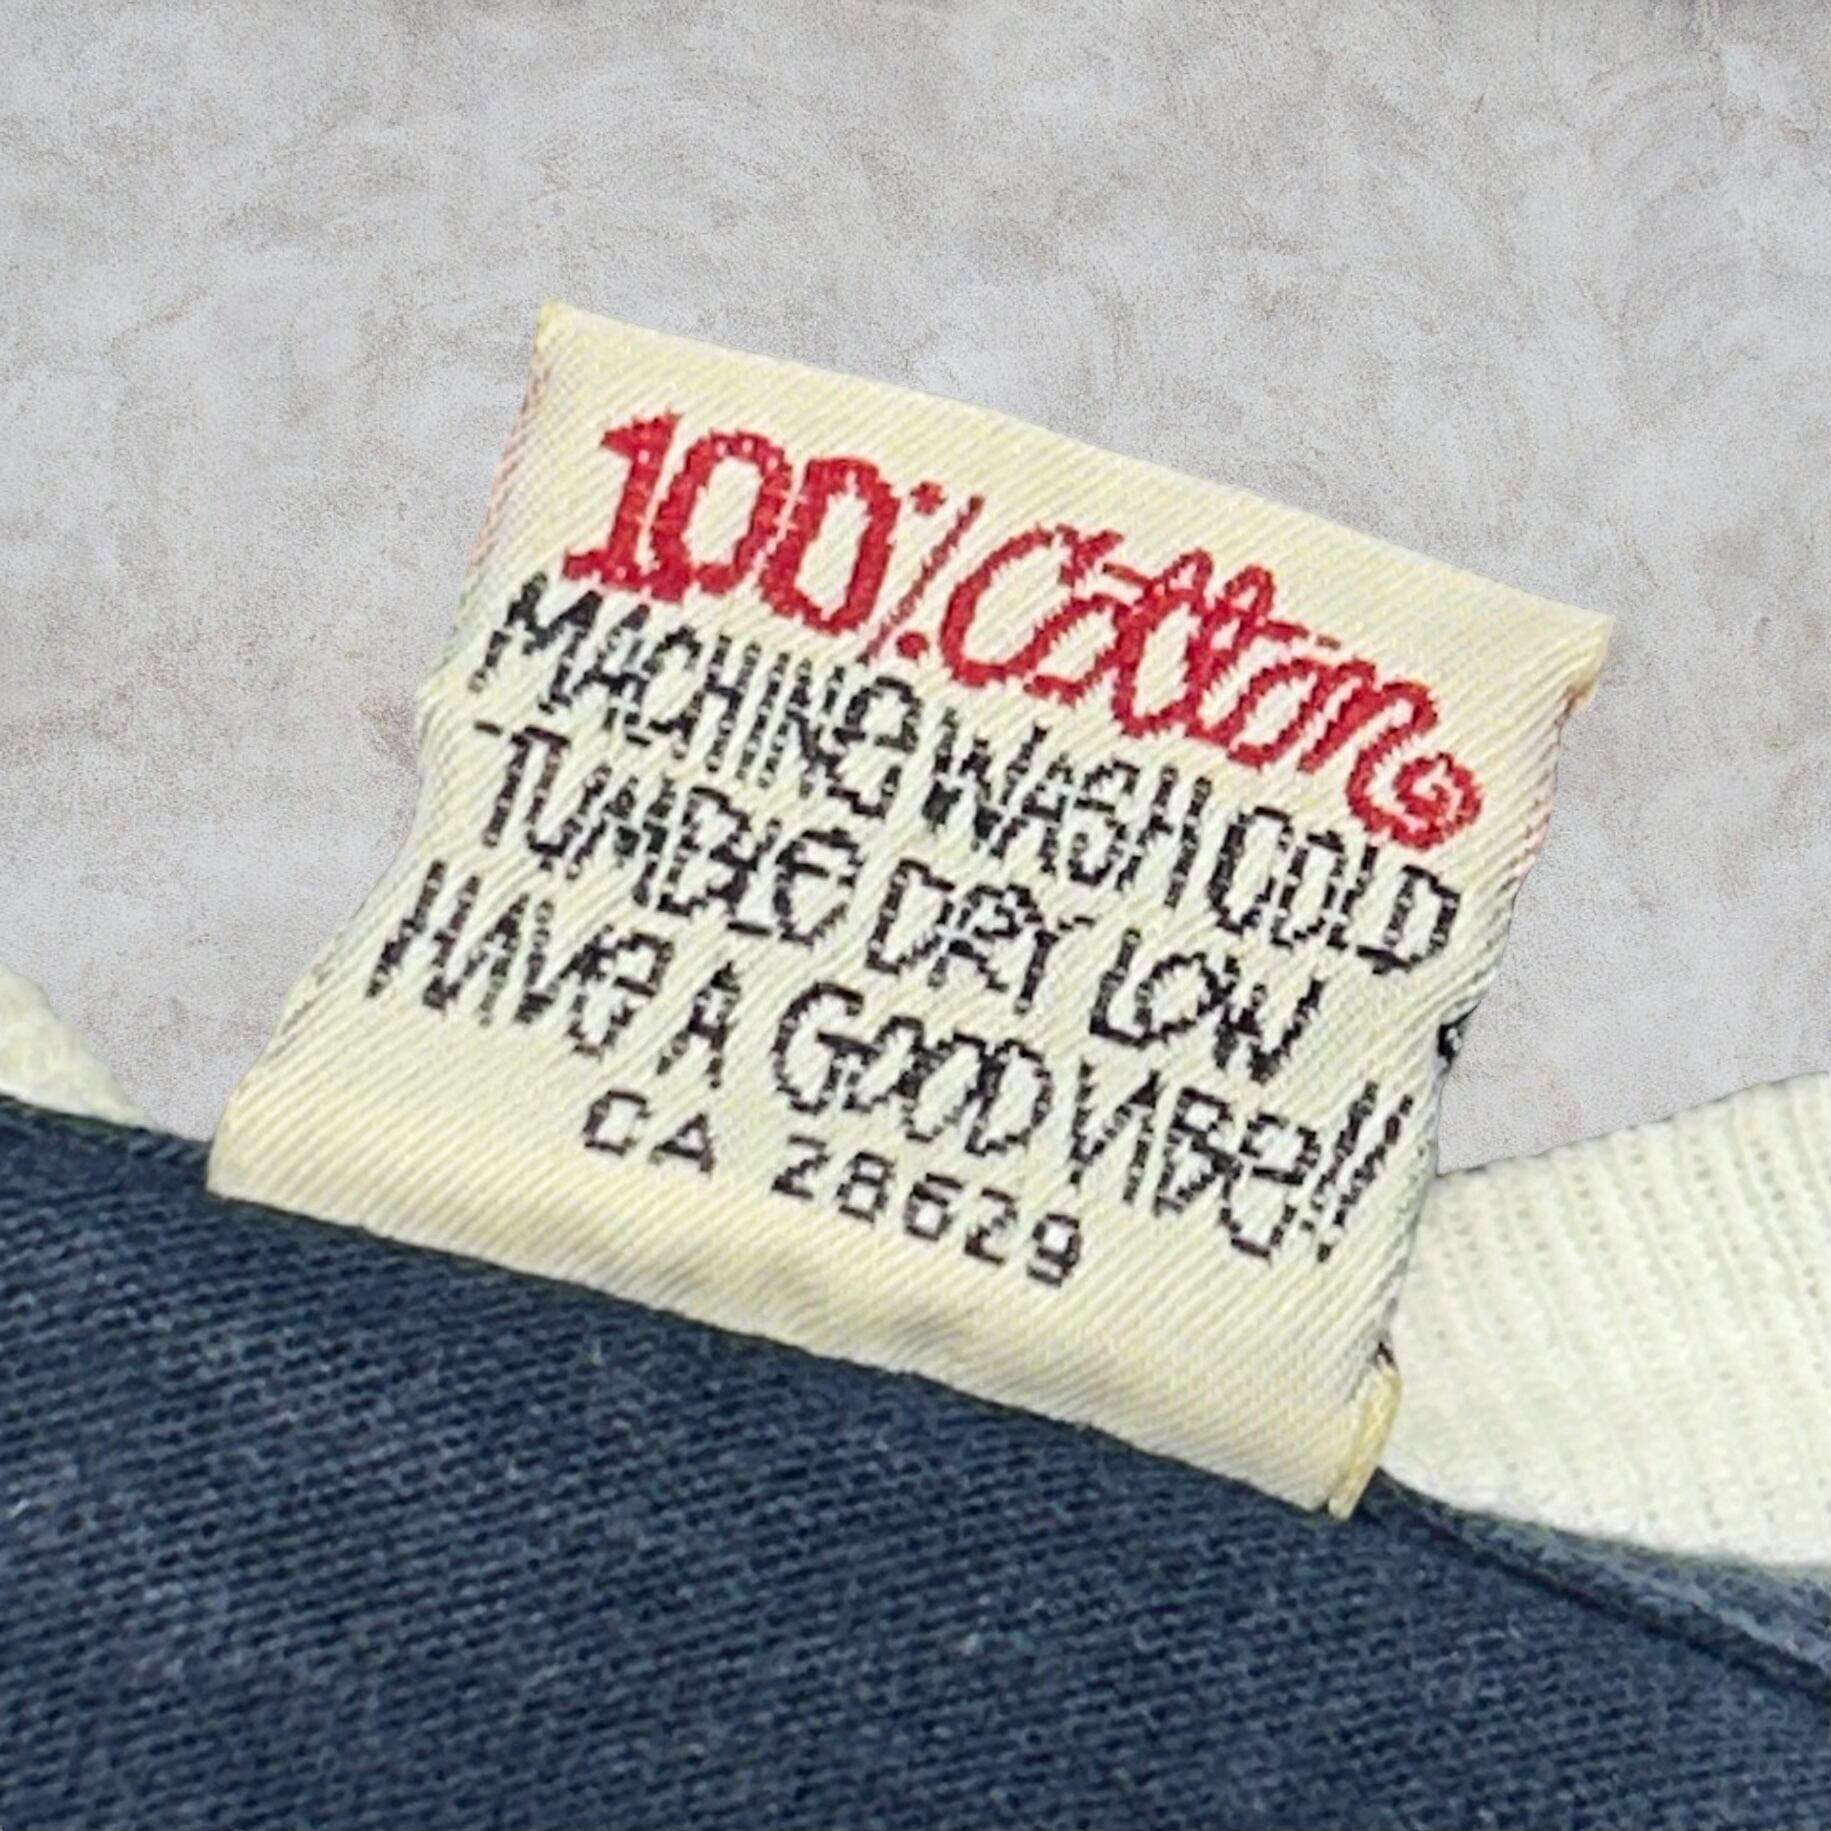 100% Cotton
MACHINe WASH COLD
TUMBLe DRY LOW
HAVe A GOOD VIBe!!
CA 28629